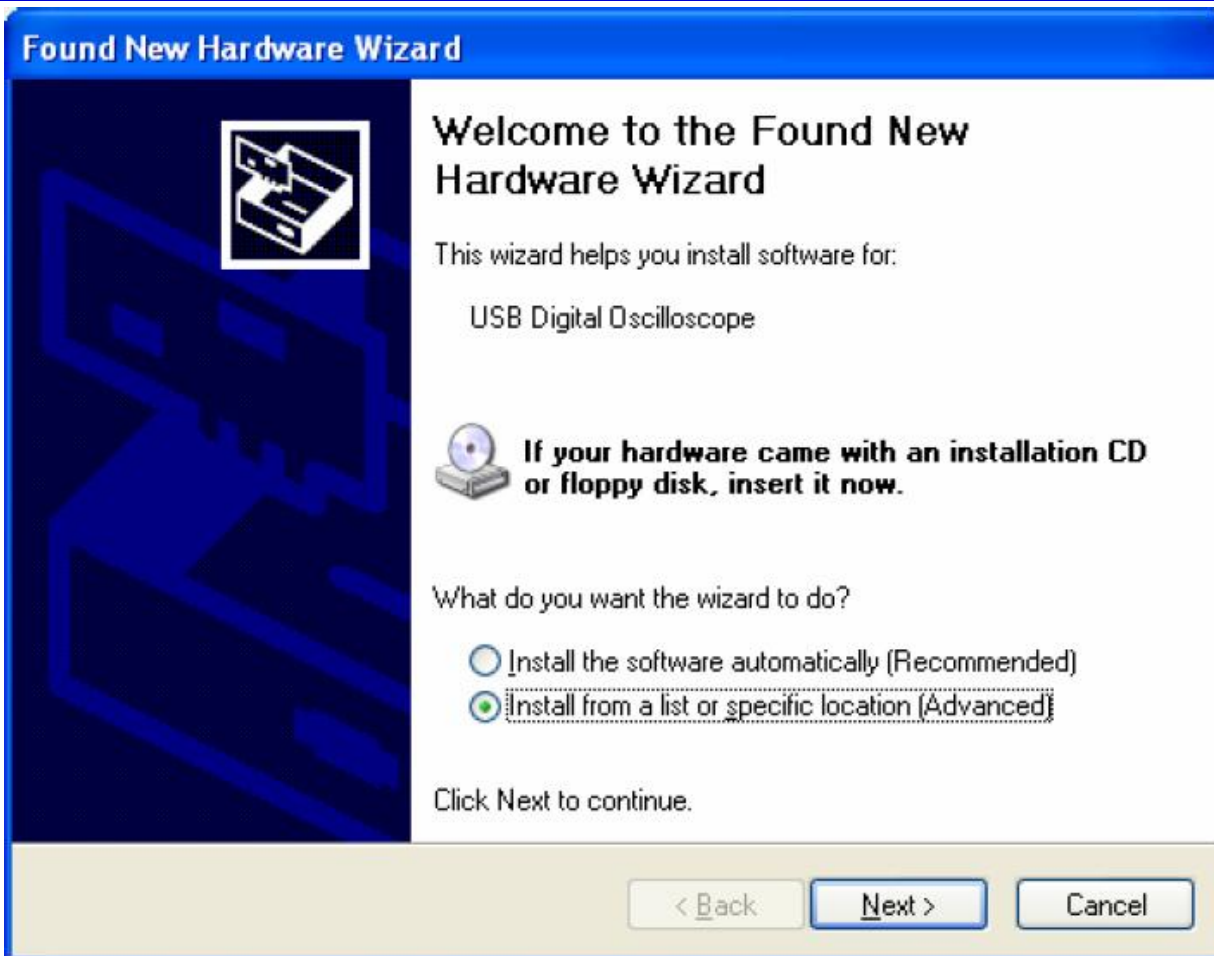 Found New Hardware Wizard
Welcome to the Found New
Hardware Wizard
This wizard helps you install software for:
USB Digital Oscilloscope
If your hardware came with an installation CD
or floppy disk, insert it now.
What do you want the wizard to do?
Install the software automatically (Recommended)
Install from a list or specific location (Advanced)
Click Next to continue.
< Back Next > Cancel